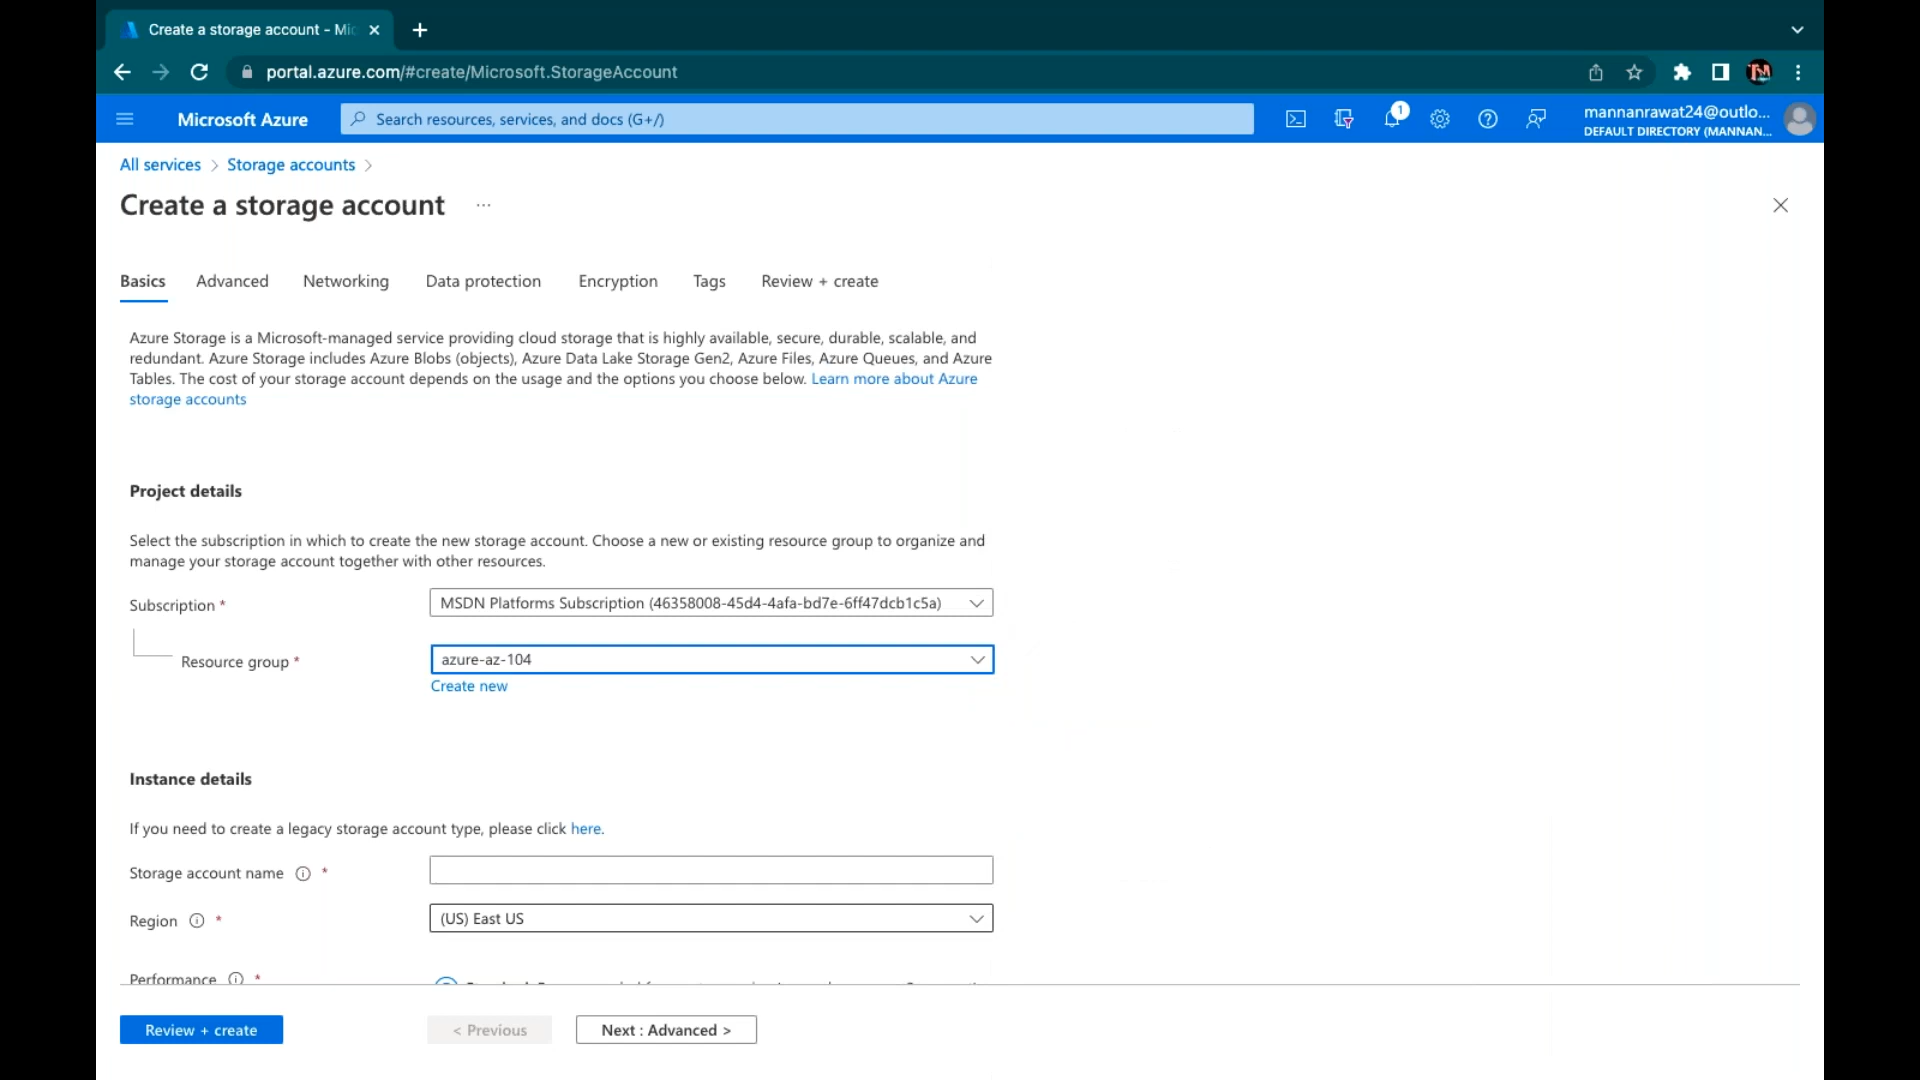 Create a storage account - Mic
portal.azure.com/#create/Microsoft.StorageAccount
Microsoft Azure
Search resources, services, and docs (G+/)
1
mannanrawat24@outlo...
DEFAULT DIRECTORY (MANNAN...
All services > Storage accounts >
Create a storage account ...
Basics Advanced Networking Data protection Encryption Tags Review + create
Azure Storage is a Microsoft-managed service providing cloud storage that is highly available, secure, durable, scalable, and
redundant. Azure Storage includes Azure Blobs (objects), Azure Data Lake Storage Gen2, Azure Files, Azure Queues, and Azure
Tables. The cost of your storage account depends on the usage and the options you choose below. Learn more about Azure
storage accounts
Project details
Select the subscription in which to create the new storage account. Choose a new or existing resource group to organize and
manage your storage account together with other resources.
Subscription *
MSDN Platforms Subscription (46358008-45d4-4afa-bd7e-6ff47dcb1c5a)
Resource group *
azure-az-104
Create new
Instance details
If you need to create a legacy storage account type, please click here.
Storage account name *
Region *
(US) East US
Performance *
Review + create
< Previous
Next : Advanced >